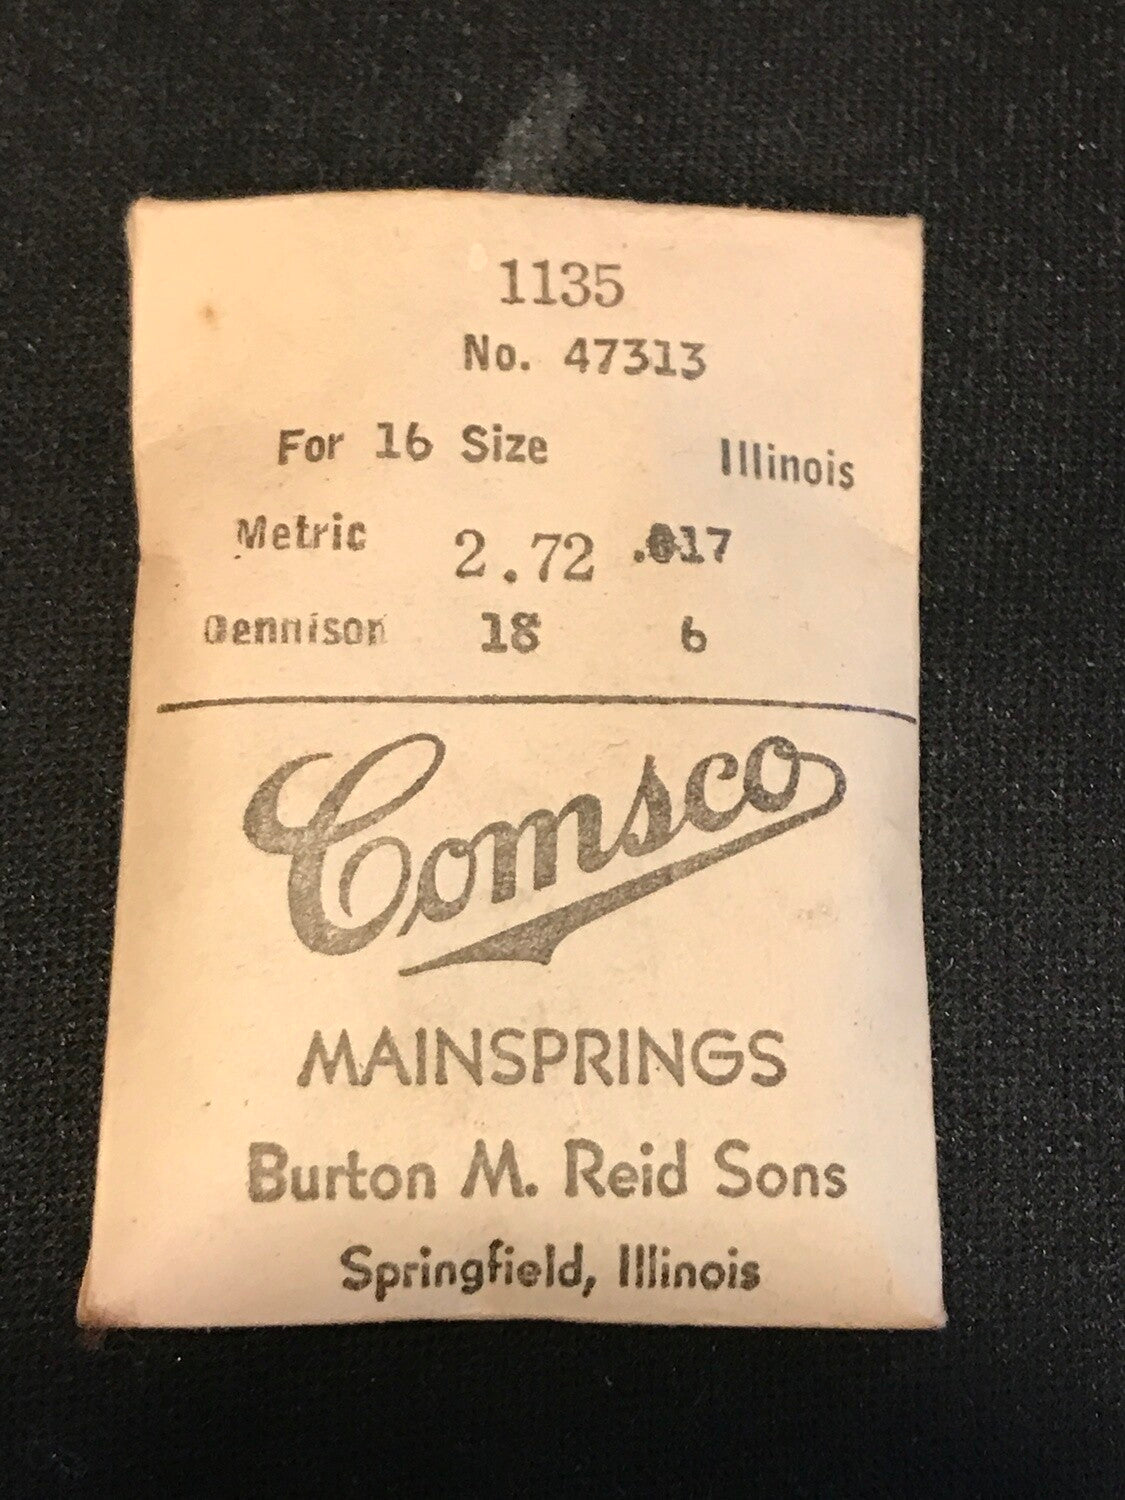 1135
No. 47313
For 16 Size Illinois
Metric 2.72 .017
Dennison 18 6
Comsco
MAINSPRINGS
Burton M. Reid Sons
Springfield, Illinois